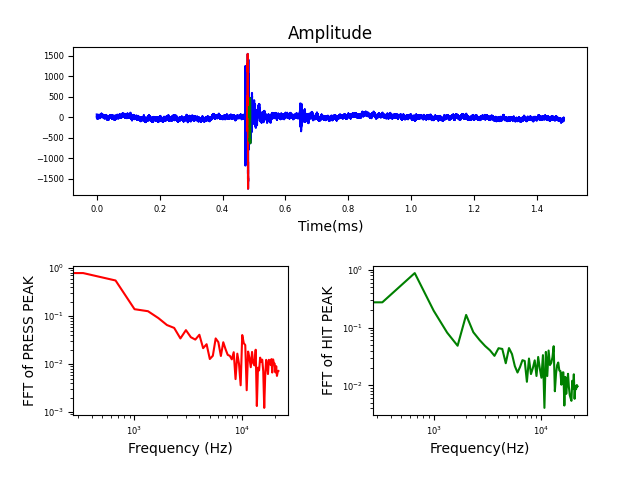 Amplitude
1500
1000
500
0
−500
−1000
−1500
0.0 0.2 0.4 0.6 0.8 1.0 1.2 1.4
Time(ms)
FFT of PRESS PEAK
10⁰
10⁻¹
10⁻²
10⁻³
10³ 10⁴
Frequency (Hz)
FFT of HIT PEAK
10⁰
10⁻¹
10⁻²
10³ 10⁴
Frequency(Hz)